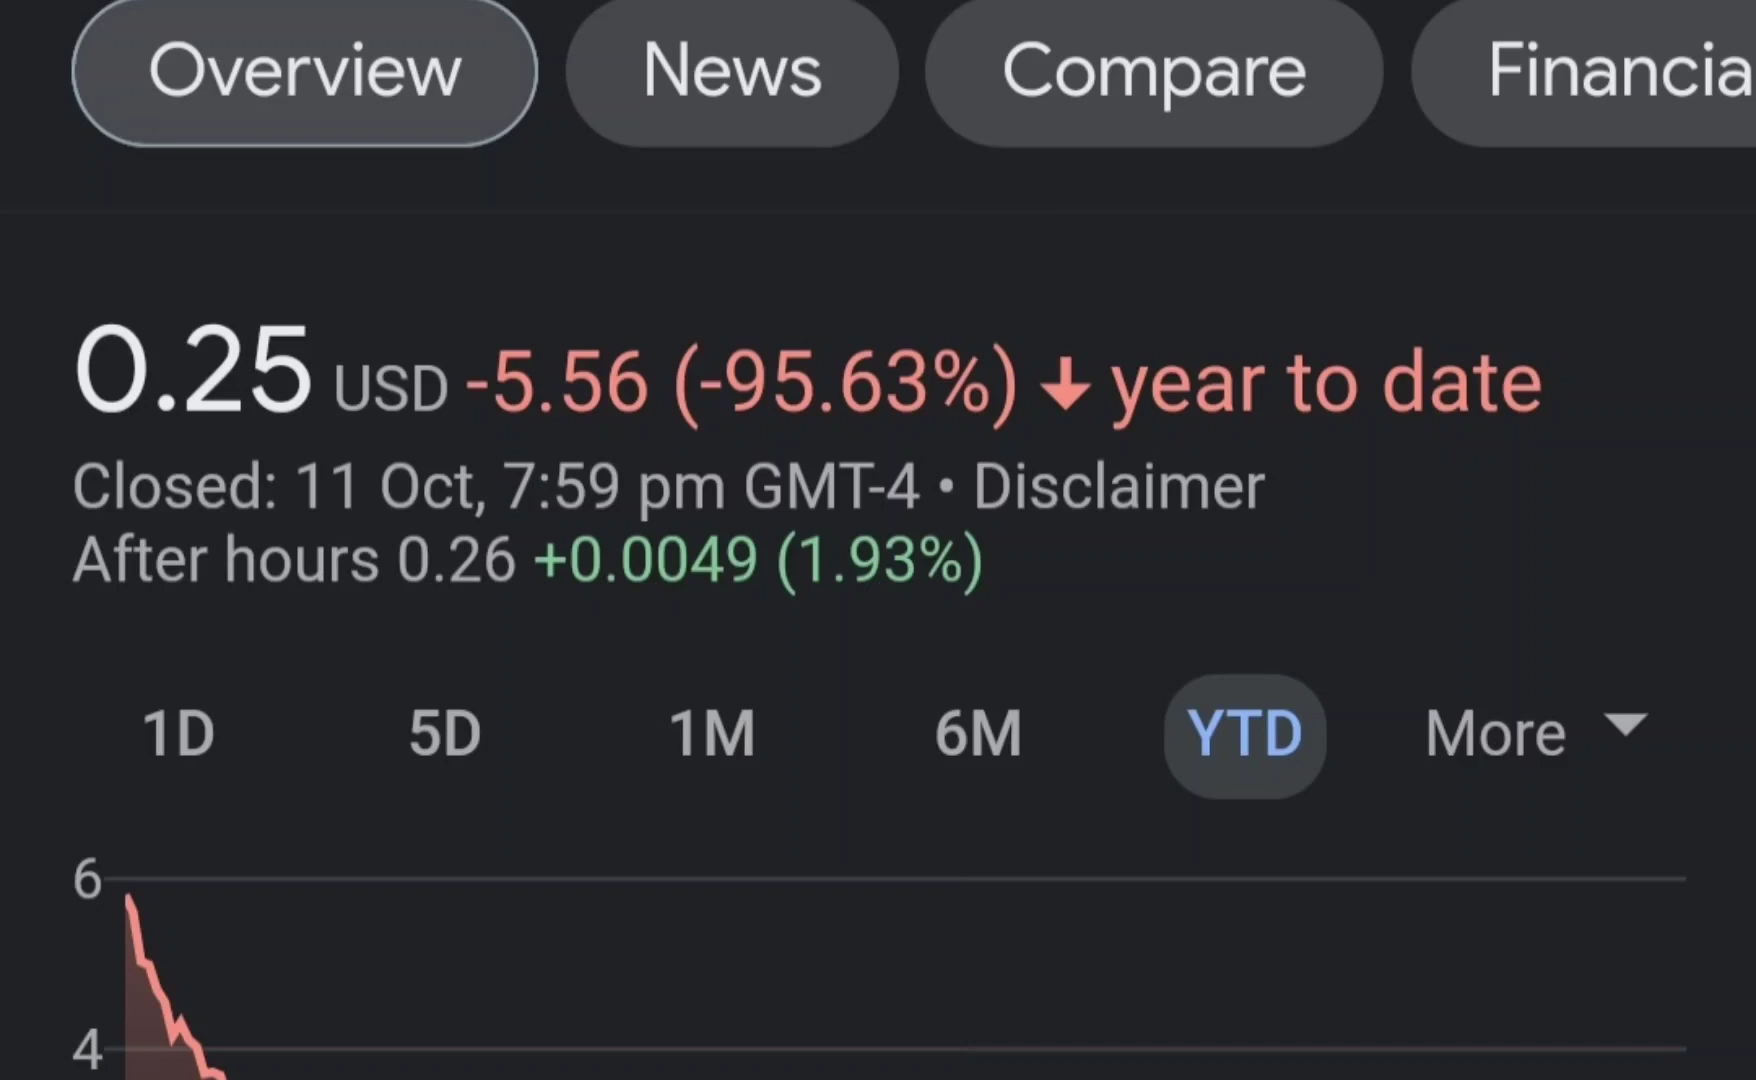 Overview News Compare Financia
0.25 USD -5.56 (-95.63%) ↓ year to date
Closed: 11 Oct, 7:59 pm GMT-4 • Disclaimer
After hours 0.26 +0.0049 (1.93%)
1D 5D 1M 6M YTD More
6
4